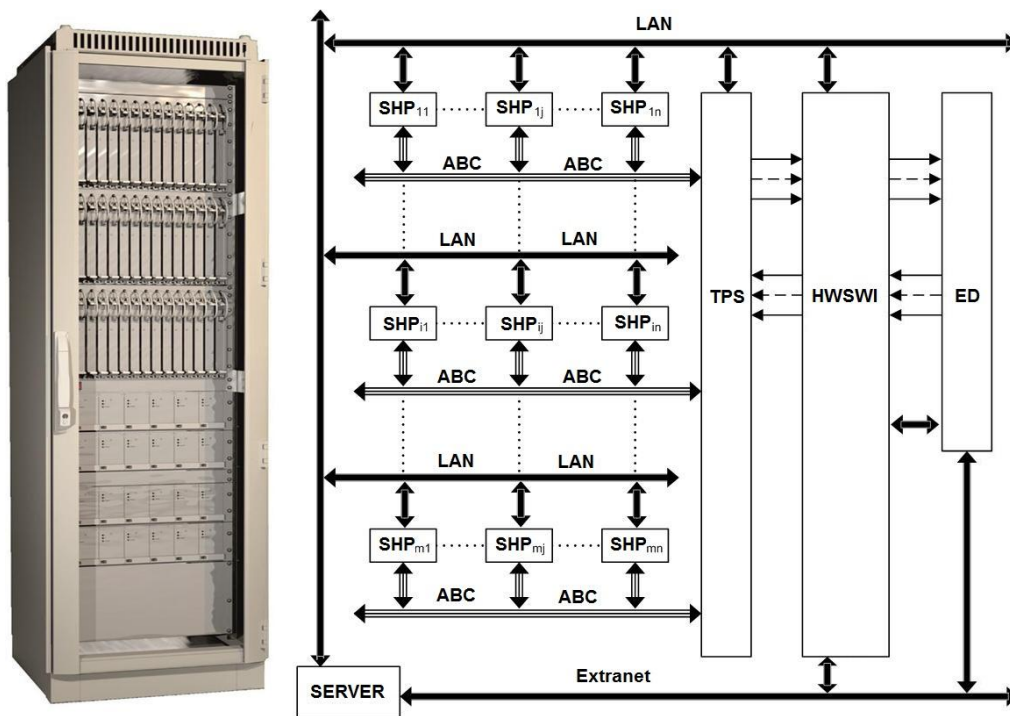 LAN
SHP11 SHP1j SHP1n
ABC ABC
LAN LAN
TPS HWSWI ED
SHPi1 SHPij SHPin
ABC ABC
LAN LAN
SHPm1 SHPmj SHPmn
ABC ABC
Extranet
SERVER